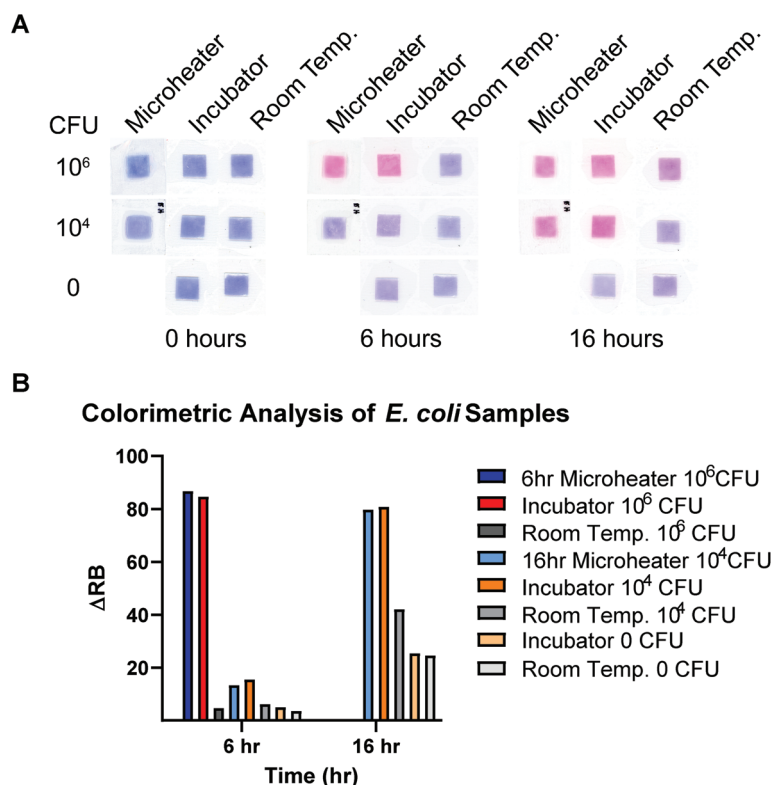 A
CFU
Microheater Incubator Room Temp. Microheater Incubator Room Temp. Microheater Incubator Room Temp.
10⁶
10⁴
0
0 hours 6 hours 16 hours
B
Colorimetric Analysis of E. coli Samples
100
80
60
40
20
ΔRB
6 hr 16 hr
Time (hr)
6hr Microheater 10⁶CFU
Incubator 10⁶ CFU
Room Temp. 10⁶ CFU
16hr Microheater 10⁴CFU
Incubator 10⁴ CFU
Room Temp. 10⁴ CFU
Incubator 0 CFU
Room Temp. 0 CFU